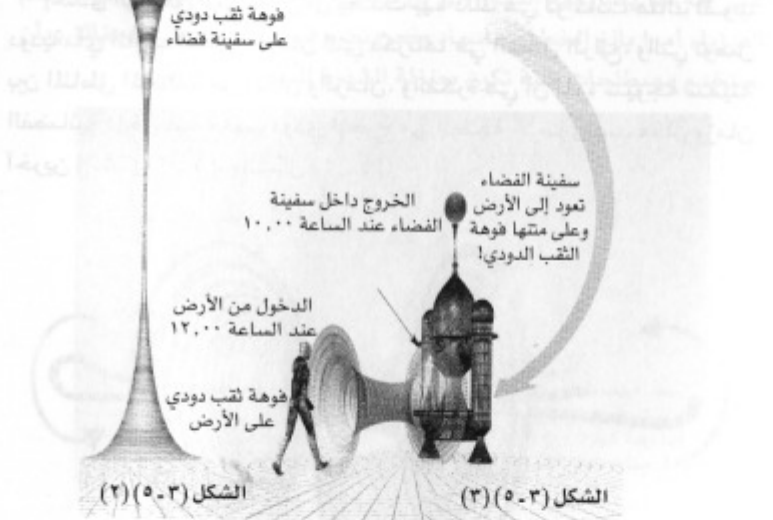 فوهة ثقب دودي
على سفينة فضاء
سفينة الفضاء
تعود إلى الأرض
وعلى متنها فوهة
الثقب الدودي!
الخروج داخل سفينة
الفضاء عند الساعة ١٠,٠٠
الدخول من الأرض
عند الساعة ١٢,٠٠
فوهة ثقب دودي
على الأرض
الشكل (٣-٥) (٣)
الشكل (٣-٥) (٢)